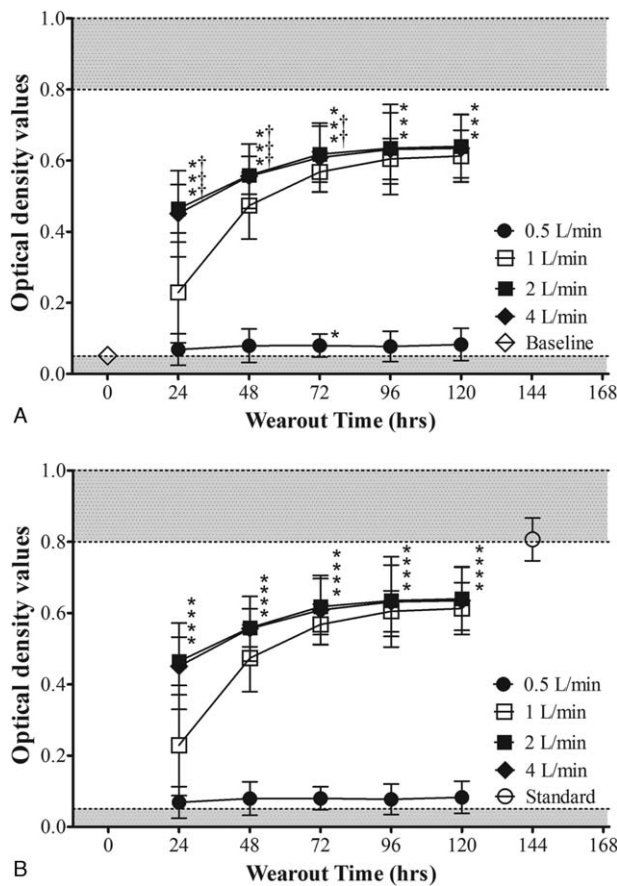 1.0
0.8
0.6
0.4
0.2
0.0
Optical density values
***†‡‡
***†‡‡
***††
***
***
*
0.5 L/min
1 L/min
2 L/min
4 L/min
Baseline
0 24 48 72 96 120 144 168
Wearout Time (hrs)
A
1.0
0.8
0.6
0.4
0.2
0.0
Optical density values
****
****
****
****
****
0.5 L/min
1 L/min
2 L/min
4 L/min
Standard
0 24 48 72 96 120 144 168
Wearout Time (hrs)
B